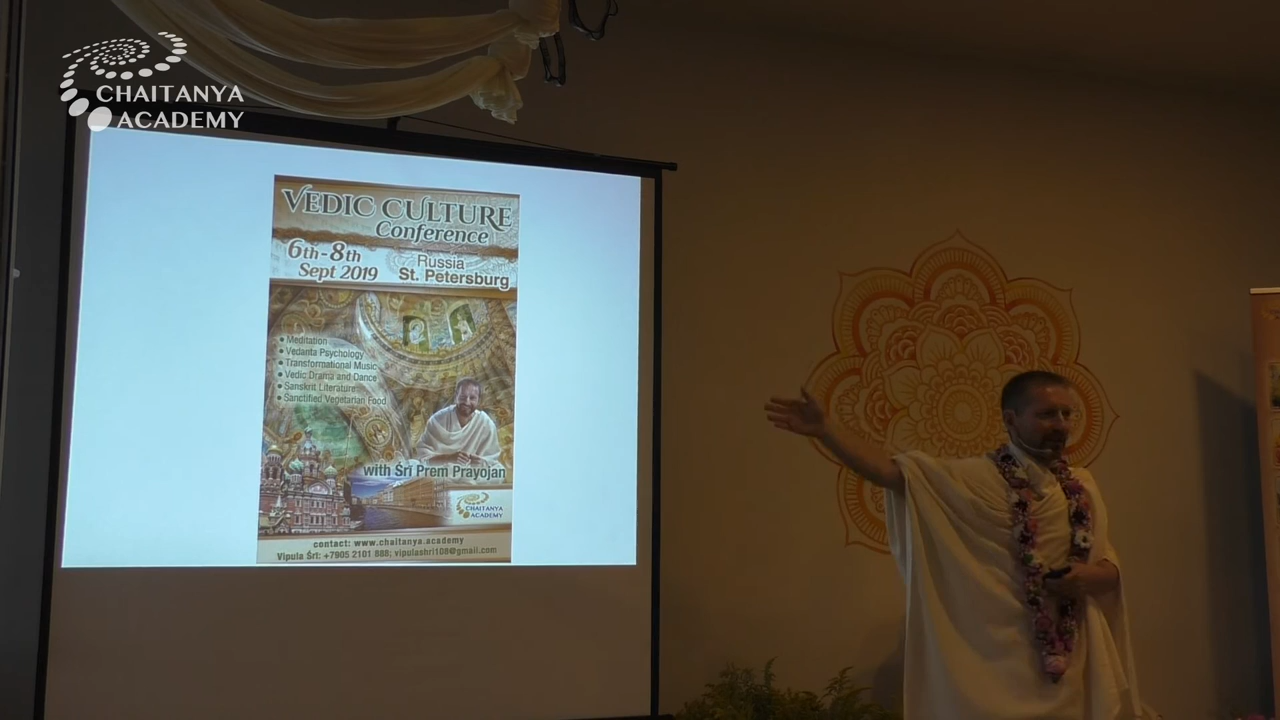 CHAITANYA
ACADEMY
VEDIC CULTURE
Conference
6th-8th
Sept 2019
Russia
St. Petersburg
• Meditation
• Vedanta Psychology
• Transformational Music
• Vedic Drama and Dance
• Sanskrit Literature
• Sanctified Vegetarian Food
with Śrī Prem Prayojan
CHAITANYA
ACADEMY
contact: www.chaitanya.academy
Vipula Śrī: +7905 2101 888; vipulashri108@gmail.com